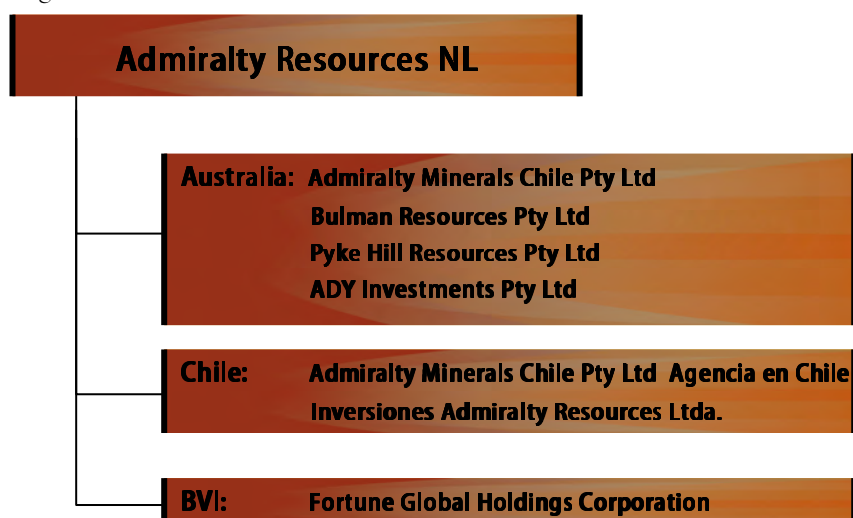 Admiralty Resources NL
Australia: Admiralty Minerals Chile Pty Ltd
Bulman Resources Pty Ltd
Pyke Hill Resources Pty Ltd
ADY Investments Pty Ltd
Chile: Admiralty Minerals Chile Pty Ltd Agencia en Chile
Inversiones Admiralty Resources Ltda.
BVI: Fortune Global Holdings Corporation